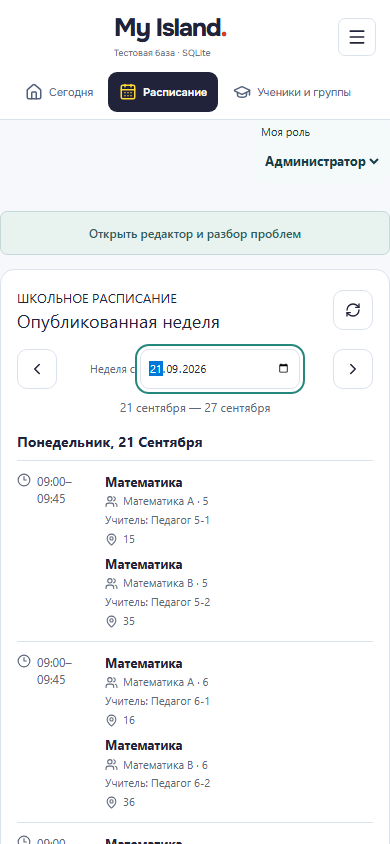 My Island.
Тестовая база · SQLite
Сегодня
Расписание
Ученики и группы
Моя роль
Администратор
Открыть редактор и разбор проблем
ШКОЛЬНОЕ РАСПИСАНИЕ
Опубликованная неделя
Неделя с
21.09.2026
21 сентября — 27 сентября
Понедельник, 21 Сентября
09:00–
09:45
Математика
Математика А · 5
Учитель: Педагог 5-1
15
Математика
Математика В · 5
Учитель: Педагог 5-2
35
09:00–
09:45
Математика
Математика А · 6
Учитель: Педагог 6-1
16
Математика
Математика В · 6
Учитель: Педагог 6-2
36
09:00–
Математика